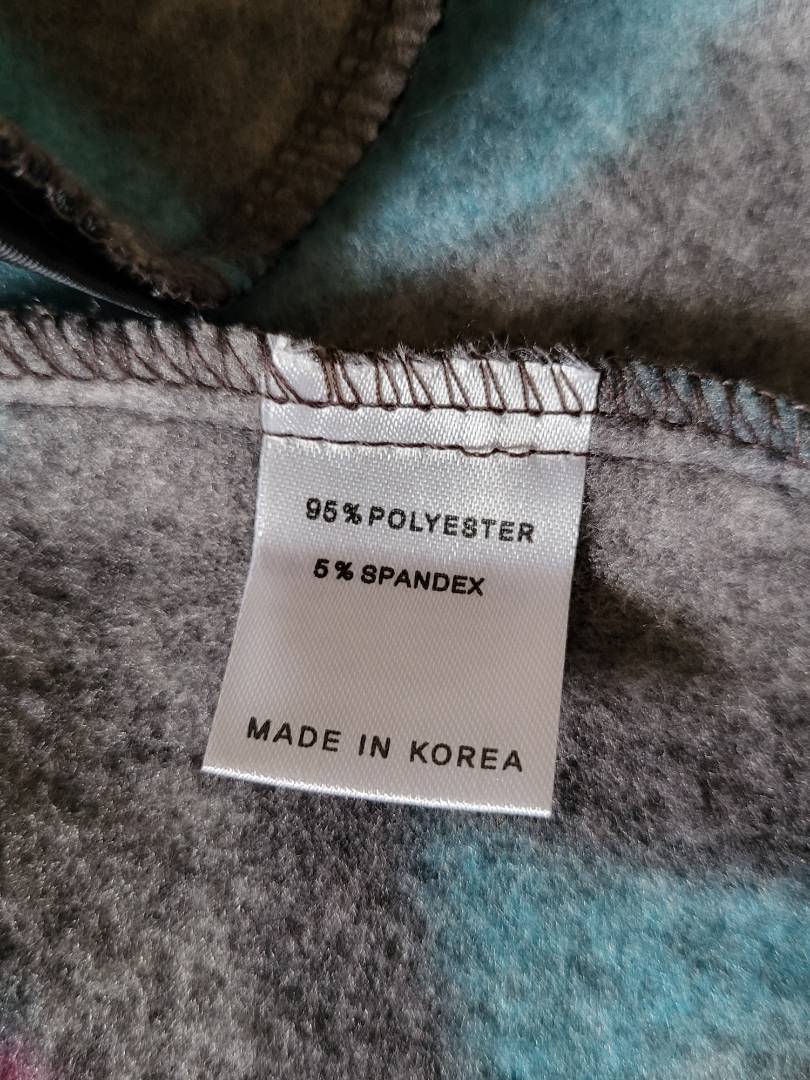 95% POLYESTER
5% SPANDEX
MADE IN KOREA